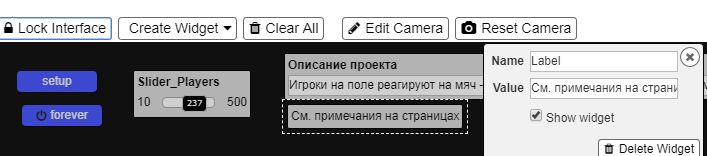 Lock Interface
Create Widget
Clear All
Edit Camera
Reset Camera
setup
forever
Slider_Players
10 237 500
Описание проекта
Игроки на поле реагируют на мяч -
См. примечания на страницах
Name Label
Value См. примечания на страни
Show widget
Delete Widget